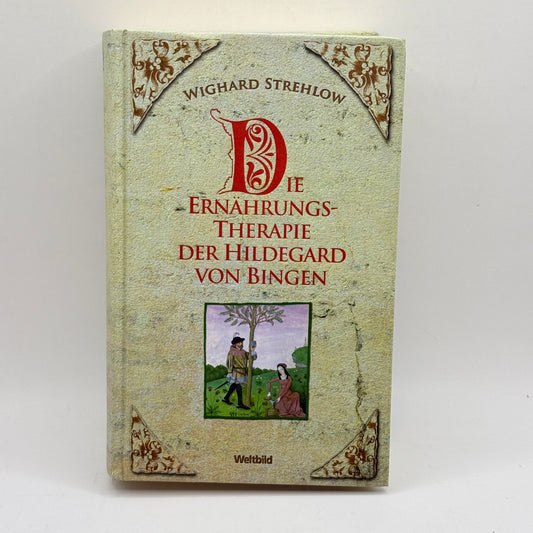 WIGHARD STREHLOW
DIE
ERNÄHRUNGS-
THERAPIE
DER HILDEGARD
VON BINGEN
Weltbild